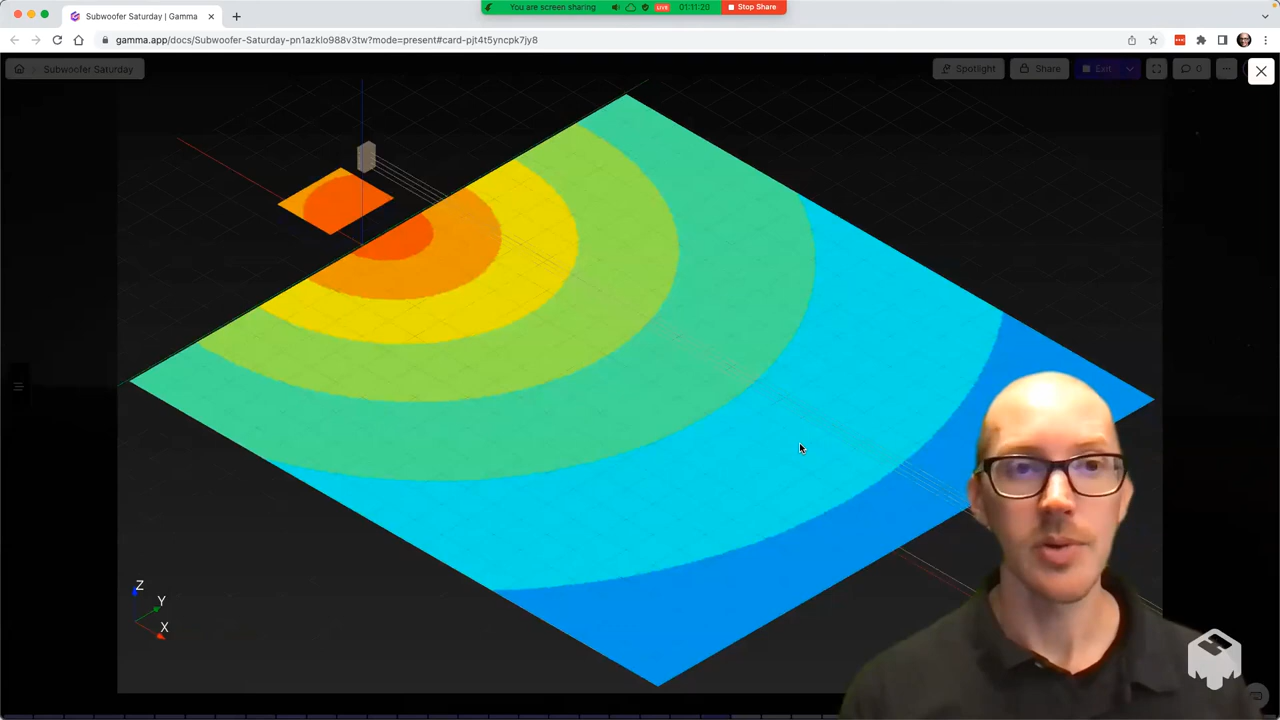 Subwoofer Saturday | Gamma
You are screen sharing
LIVE
01:11:20
Stop Share
gamma.app/docs/Subwoofer-Saturday-pn1azklo988v3tw?mode=present#card-pjt4t5yncpk7jy8
Subwoofer Saturday
Spotlight
Share
Exit
0
Z
Y
X